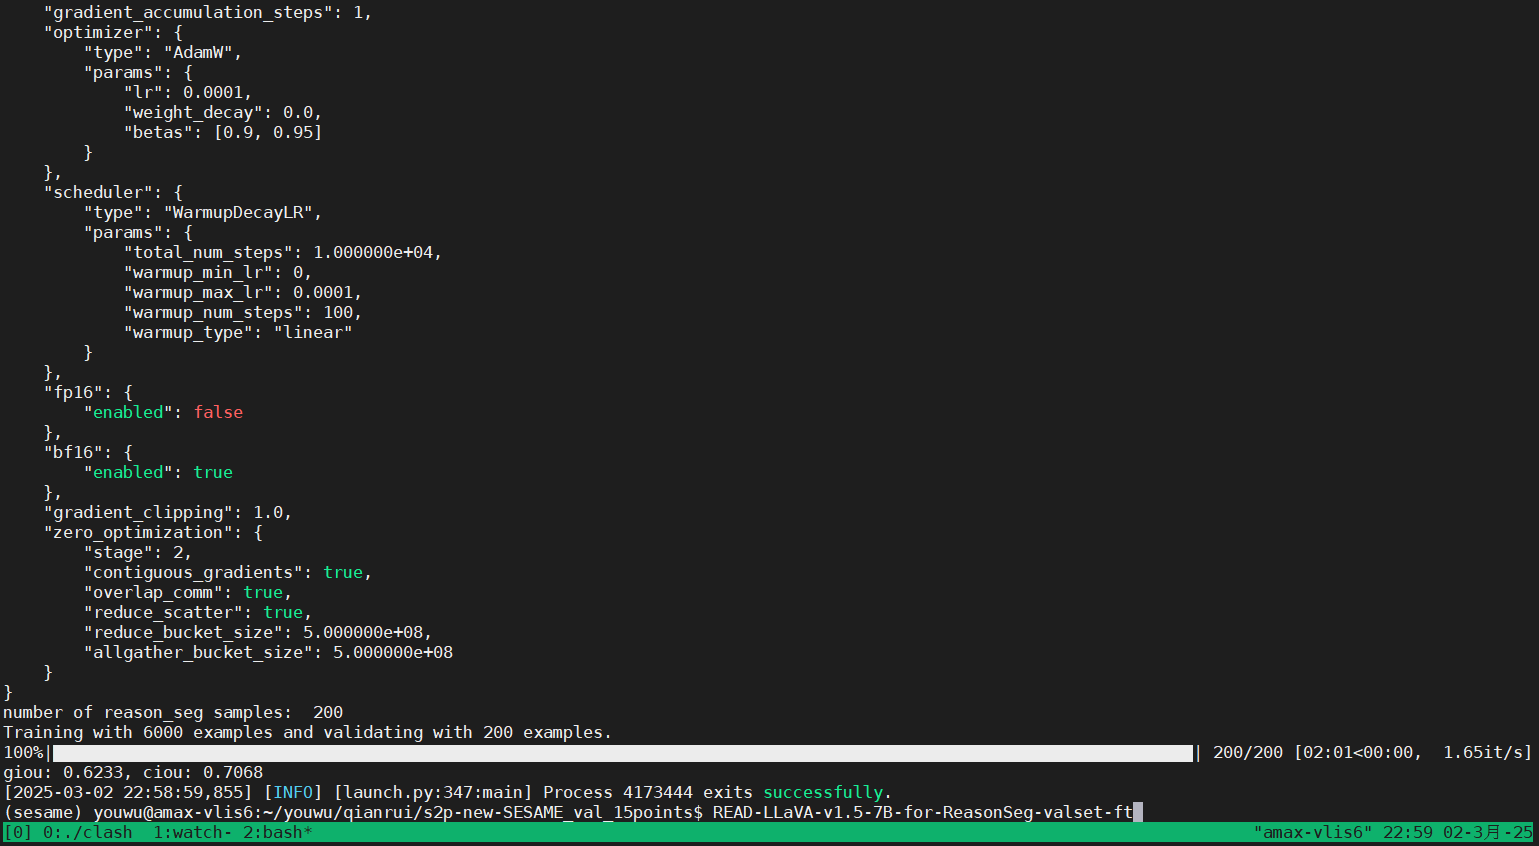 "gradient_accumulation_steps": 1,
"optimizer": {
"type": "AdamW",
"params": {
"lr": 0.0001,
"weight_decay": 0.0,
"betas": [0.9, 0.95]
}
},
"scheduler": {
"type": "WarmupDecayLR",
"params": {
"total_num_steps": 1.000000e+04,
"warmup_min_lr": 0,
"warmup_max_lr": 0.0001,
"warmup_num_steps": 100,
"warmup_type": "linear"
}
},
"fp16": {
"enabled": false
},
"bf16": {
"enabled": true
},
"gradient_clipping": 1.0,
"zero_optimization": {
"stage": 2,
"contiguous_gradients": true,
"overlap_comm": true,
"reduce_scatter": true,
"reduce_bucket_size": 5.000000e+08,
"allgather_bucket_size": 5.000000e+08
}
}
number of reason_seg samples:  200
Training with 6000 examples and validating with 200 examples.
100%| | 200/200 [02:01<00:00,  1.65it/s]
giou: 0.6233, ciou: 0.7068
[2025-03-02 22:58:59,855] [INFO] [launch.py:347:main] Process 4173444 exits successfully.
(sesame) youwu@amax-vlis6:~/youwu/qianrui/s2p-new-SESAME_val_15points$ READ-LLaVA-v1.5-7B-for-ReasonSeg-valset-ft
[0] 0:./clash  1:watch- 2:bash* "amax-vlis6" 22:59 02-3月-25